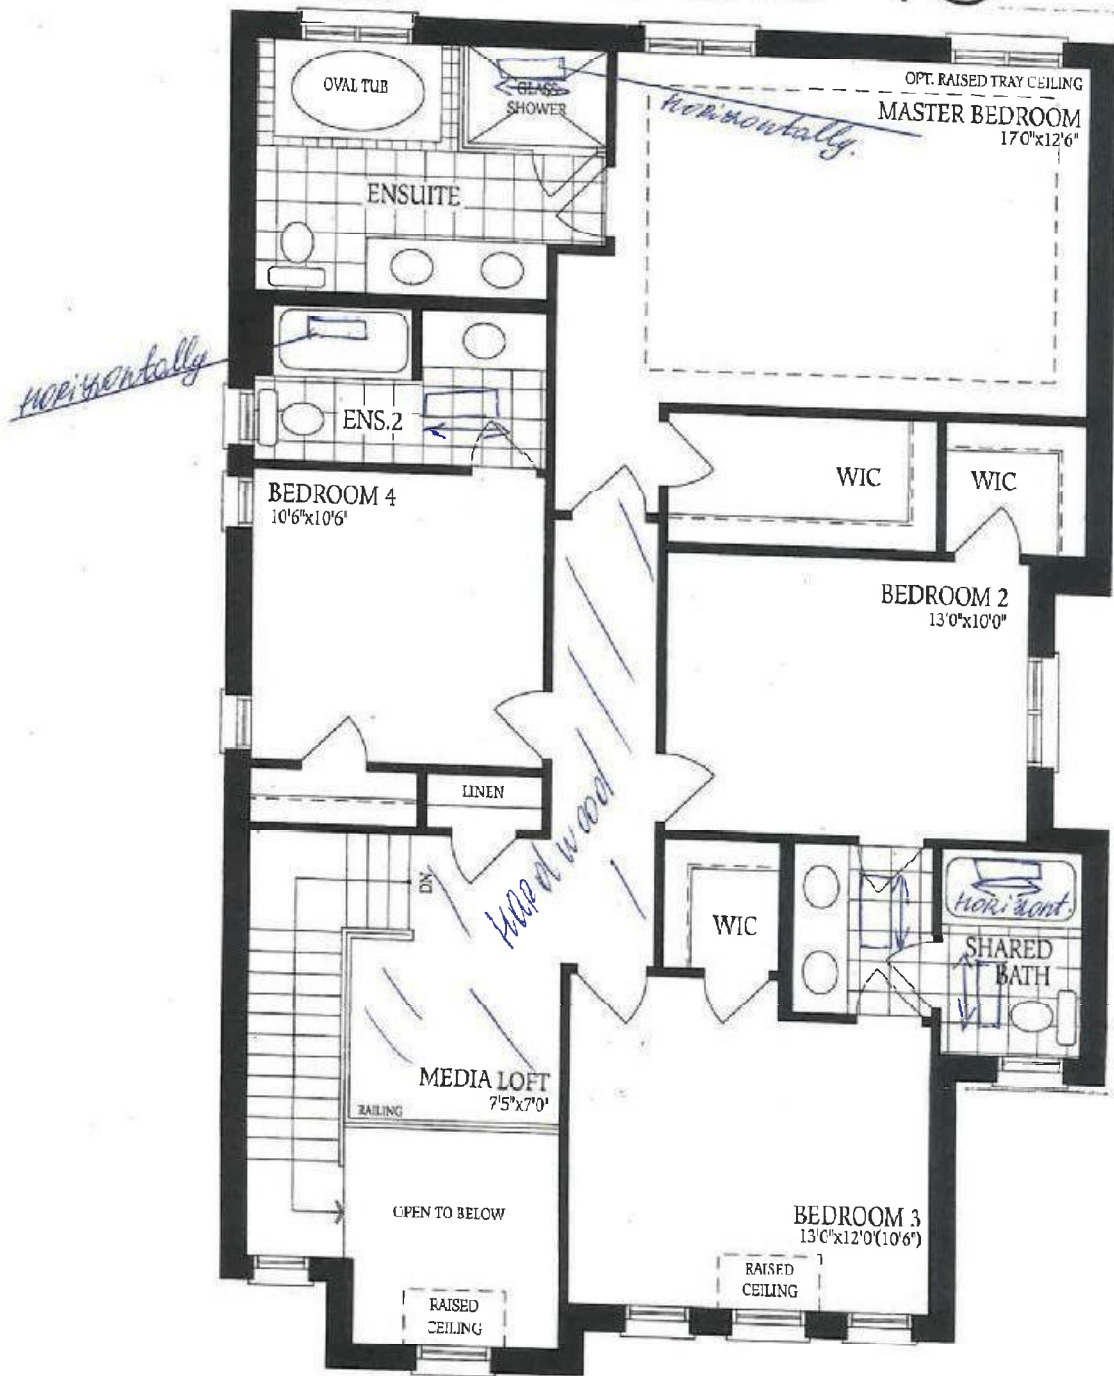 OVAL TUB
GLASS
SHOWER
horizontally.
OPT. RAISED TRAY CEILING
MASTER BEDROOM
17'0"x12'6"
ENSUITE
horizontally
ENS.2
WIC
WIC
BEDROOM 4
10'6"x10'6"
BEDROOM 2
13'0"x10'0"
LINEN
Hardwood
DN.
WIC
Horizont.
SHARED
BATH
MEDIA LOFT
7'5"x7'0"
RAILING
OPEN TO BELOW
BEDROOM 3
13'0"x12'0"(10'6")
RAISED
CEILING
RAISED
CEILING